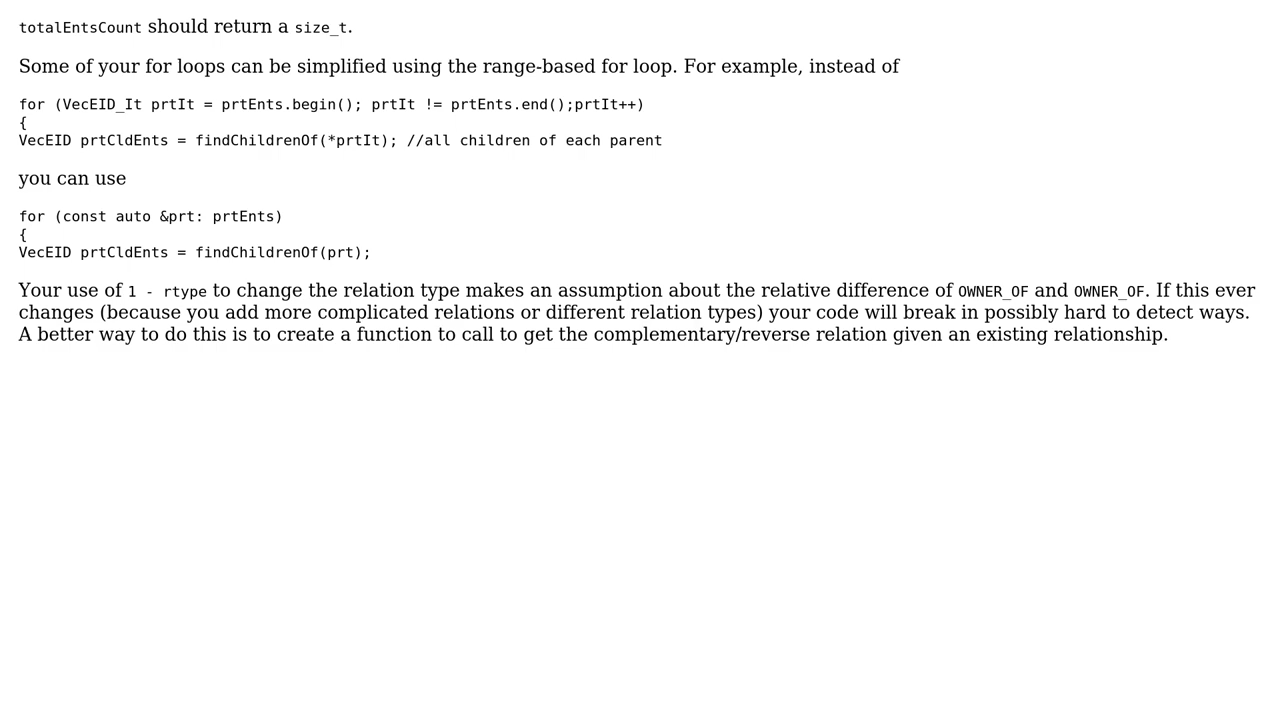 totalEntsCount should return a size_t.
Some of your for loops can be simplified using the range-based for loop. For example, instead of
for (VecEID_It prtIt = prtEnts.begin(); prtIt != prtEnts.end();prtIt++)
{
VecEID prtCldEnts = findChildrenOf(*prtIt); //all children of each parent
you can use
for (const auto &prt: prtEnts)
{
VecEID prtCldEnts = findChildrenOf(prt);
Your use of 1 - rtype to change the relation type makes an assumption about the relative difference of OWNER_OF and OWNER_OF. If this ever
changes (because you add more complicated relations or different relation types) your code will break in possibly hard to detect ways.
A better way to do this is to create a function to call to get the complementary/reverse relation given an existing relationship.